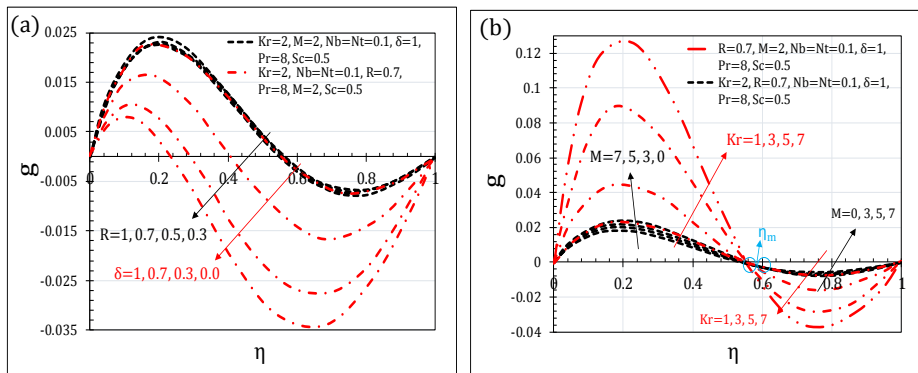 (a)
0.025
0.015
0.005
-0.005
-0.015
-0.025
-0.035
g
0
0.2
0.4
0.6
0.8
1
η
Kr=2, M=2, Nb=Nt=0.1, δ=1,
Pr=8, Sc=0.5
Kr=2, Nb=Nt=0.1, R=0.7,
Pr=8, M=2, Sc=0.5
R=1, 0.7, 0.5, 0.3
δ=1, 0.7, 0.3, 0.0
(b)
0.12
0.1
0.08
0.06
0.04
0.02
0
-0.02
-0.04
g
0
0.2
0.4
0.6
0.8
1
η
R=0.7, M=2, Nb=Nt=0.1, δ=1,
Pr=8, Sc=0.5
Kr=2, R=0.7, Nb=Nt=0.1, δ=1,
Pr=8, Sc=0.5
Kr=1, 3, 5, 7
M=7, 5, 3, 0
M=0, 3, 5, 7
ηm
Kr=1, 3, 5, 7